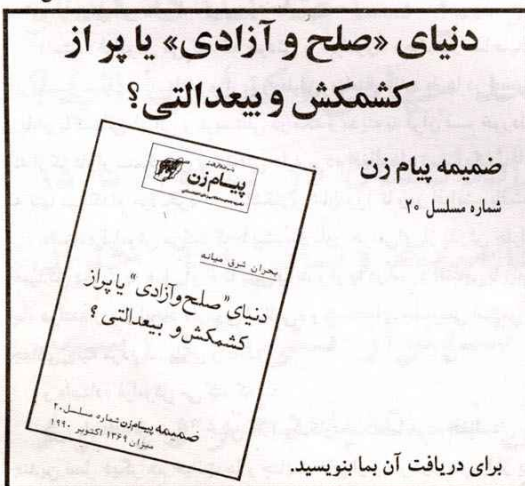 دنیای «صلح و آزادی» یا پر از
کشمکش و بیعدالتی؟
ضمیمه پیام زن
شماره مسلسل ۲۰
پیام زن
بحران شرق میانه
دنیای "صلح وآزادی" یا پراز
کشمکش و بیعدالتی ؟
ضمیمه پیام زن شماره مسلسل ۲۰
میزان ۱۳۶۹ اکتوبر ۱۹۹۰
برای دریافت آن بما بنویسید.